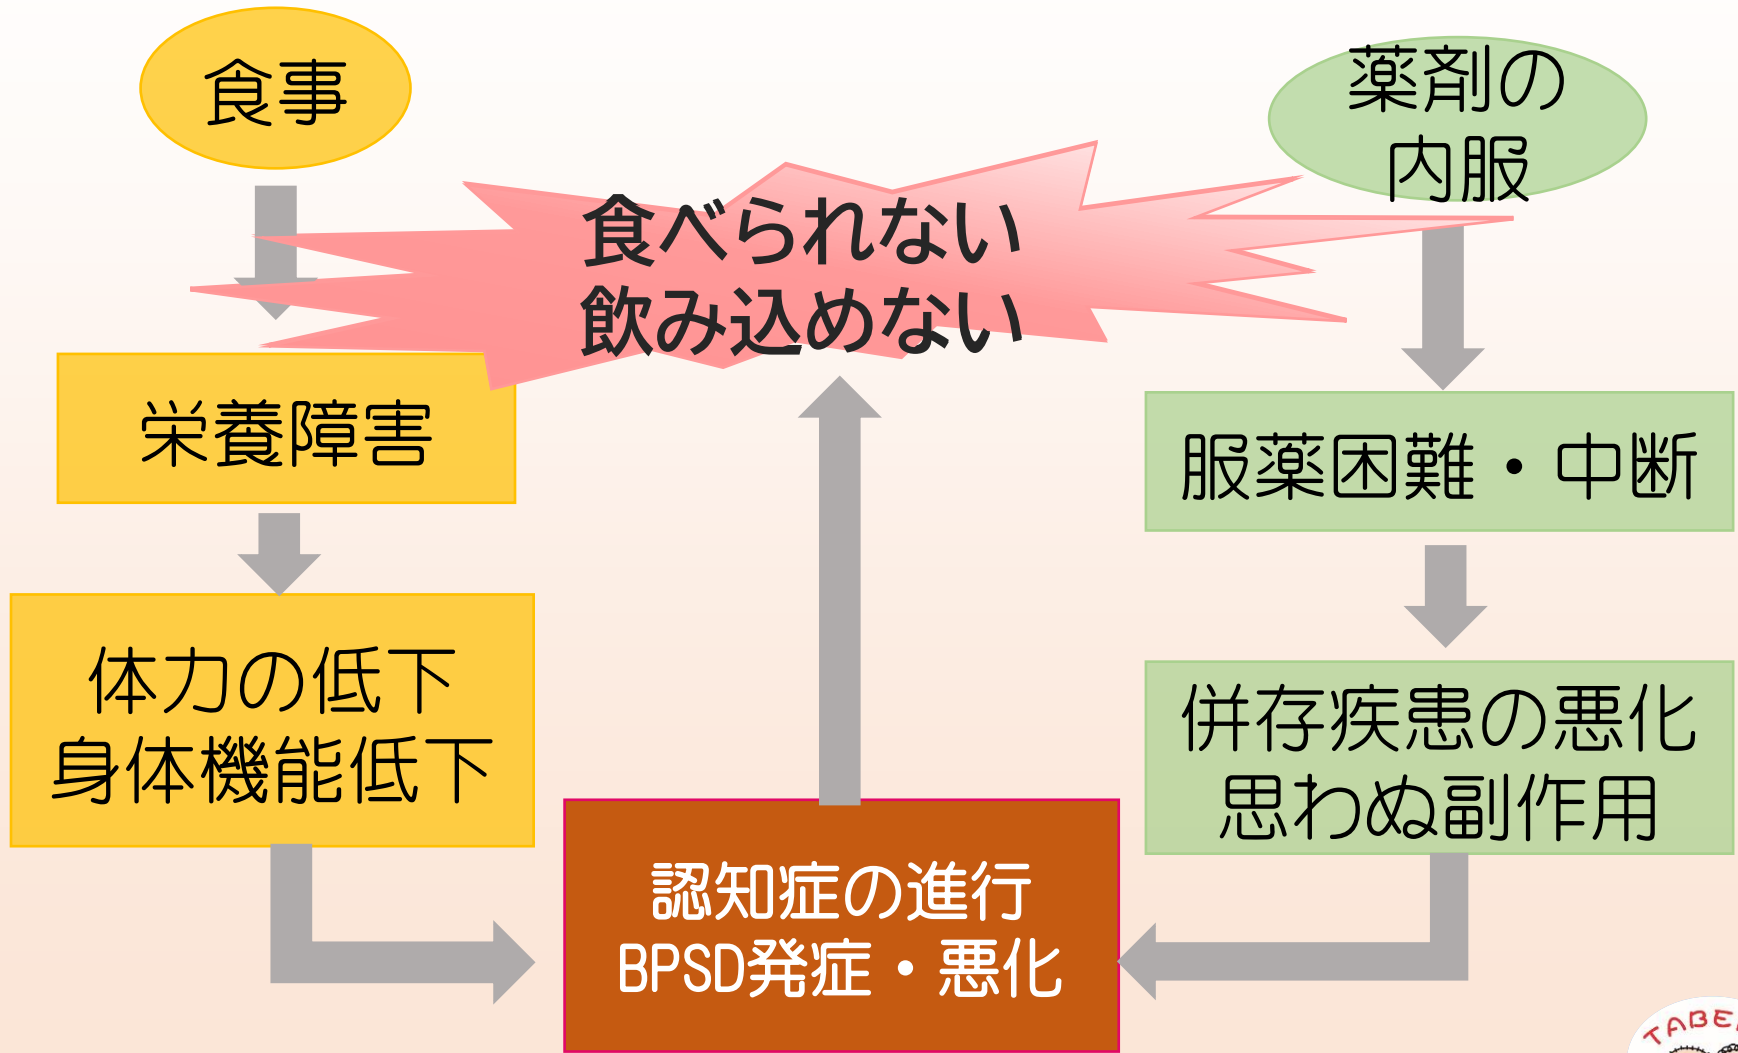 食事
薬剤の
内服
食べられない
飲み込めない
栄養障害
服薬困難・中断
体力の低下
身体機能低下
併存疾患の悪化
思わぬ副作用
認知症の進行
BPSD発症・悪化